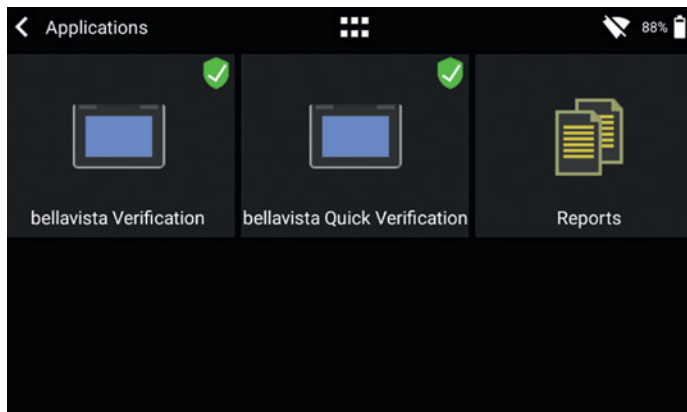 Applications
88%
bellavista Verification
bellavista Quick Verification
Reports